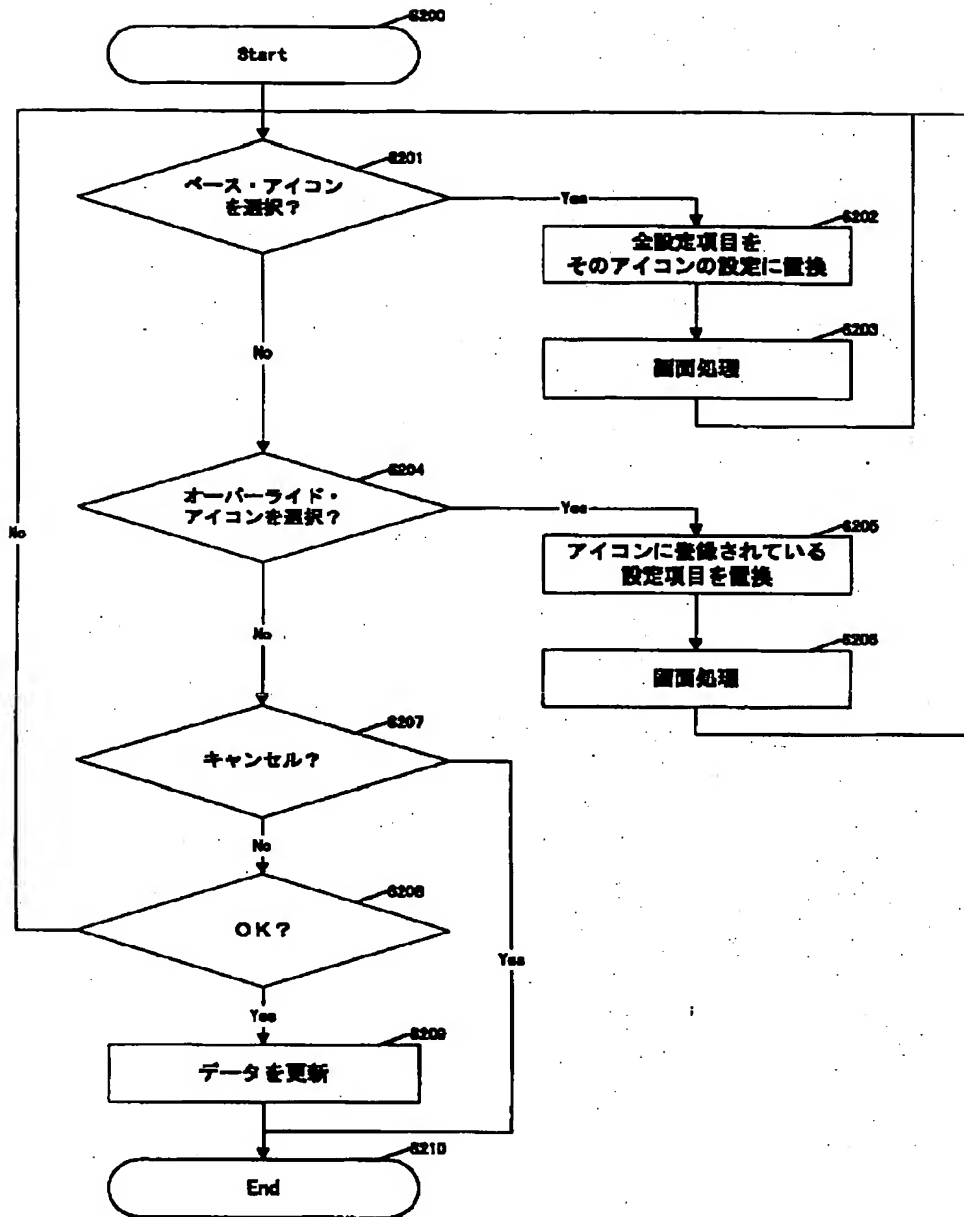 S200
Start
S201
ベース・アイコン
を選択?
Yes
S202
全設定項目を
そのアイコンの設定に置換
S203
画面処理
No
S204
オーバーライド・
アイコンを選択?
Yes
S205
アイコンに登録されている
設定項目を置換
S206
画面処理
No
No
S207
キャンセル?
No
S208
OK?
Yes
Yes
S209
データを更新
S210
End